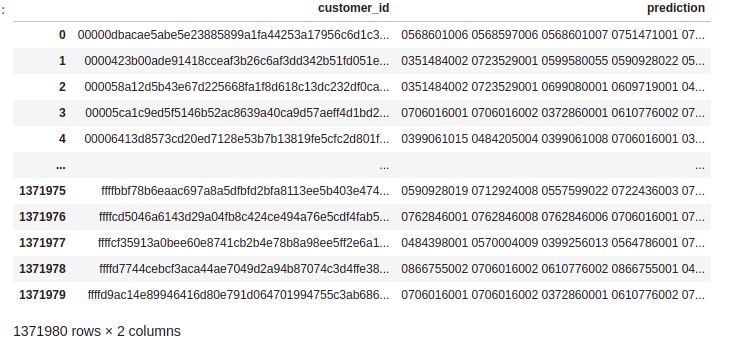 :
customer_id prediction
0 00000dbacae5abe5e23885899a1fa44253a17956c6d1c3... 0568601006 0568597006 0568601007 0751471001 07...
1 0000423b00ade91418cceaf3b26c6af3dd342b51fd051e... 0351484002 0723529001 0599580055 0590928022 05...
2 000058a12d5b43e67d225668fa1f8d618c13dc232df0ca... 0351484002 0723529001 0699080001 0609719001 04...
3 00005ca1c9ed5f5146b52ac8639a40ca9d57aeff4d1bd2... 0706016001 0706016002 0372860001 0610776002 07...
4 00006413d8573cd20ed7128e53b7b13819fe5cfc2d801f... 0399061015 0484205004 0399061008 0706016001 03...
... ... ...
1371975 ffffbbf78b6eaac697a8a5dfbfd2bfa8113ee5b403e474... 0590928019 0712924008 0557599022 0722436003 07...
1371976 ffffcd5046a6143d29a04fb8c424ce494a76e5cdf4fab5... 0762846001 0762846008 0762846006 0706016001 07...
1371977 ffffcf35913a0bee60e8741cb2b4e78b8a98ee5ff2e6a1... 0484398001 0570004009 0399256013 0564786001 07...
1371978 ffffd7744cebcf3aca44ae7049d2a94b87074c3d4ffe38... 0866755002 0706016002 0610776002 0866755001 04...
1371979 ffffd9ac14e89946416d80e791d064701994755c3ab686... 0706016001 0706016002 0372860001 0610776002 07...
1371980 rows × 2 columns